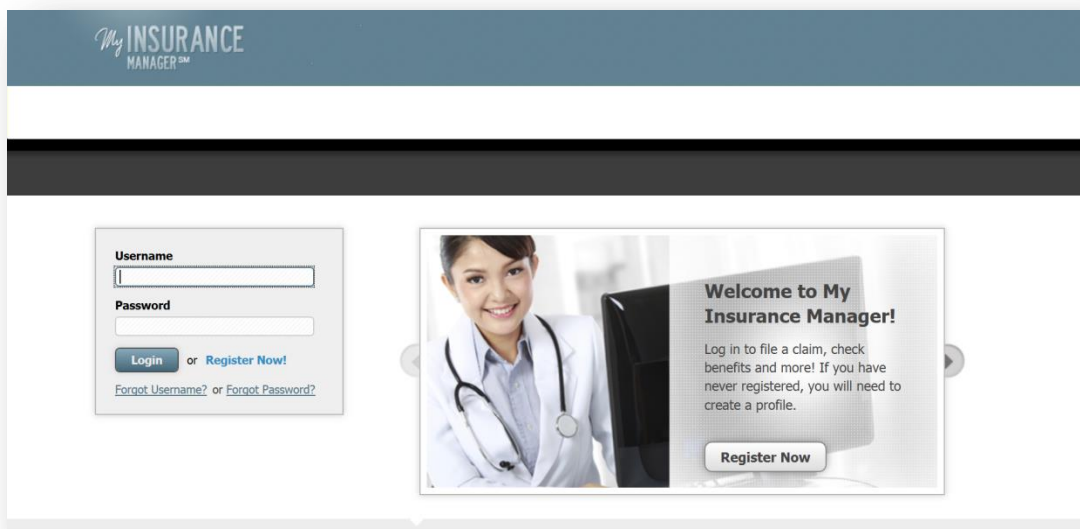 My INSURANCE
MANAGER℠
Username
Password
Login or Register Now!
Forgot Username? or Forgot Password?
Welcome to My
Insurance Manager!
Log in to file a claim, check
benefits and more! If you have
never registered, you will need to
create a profile.
Register Now